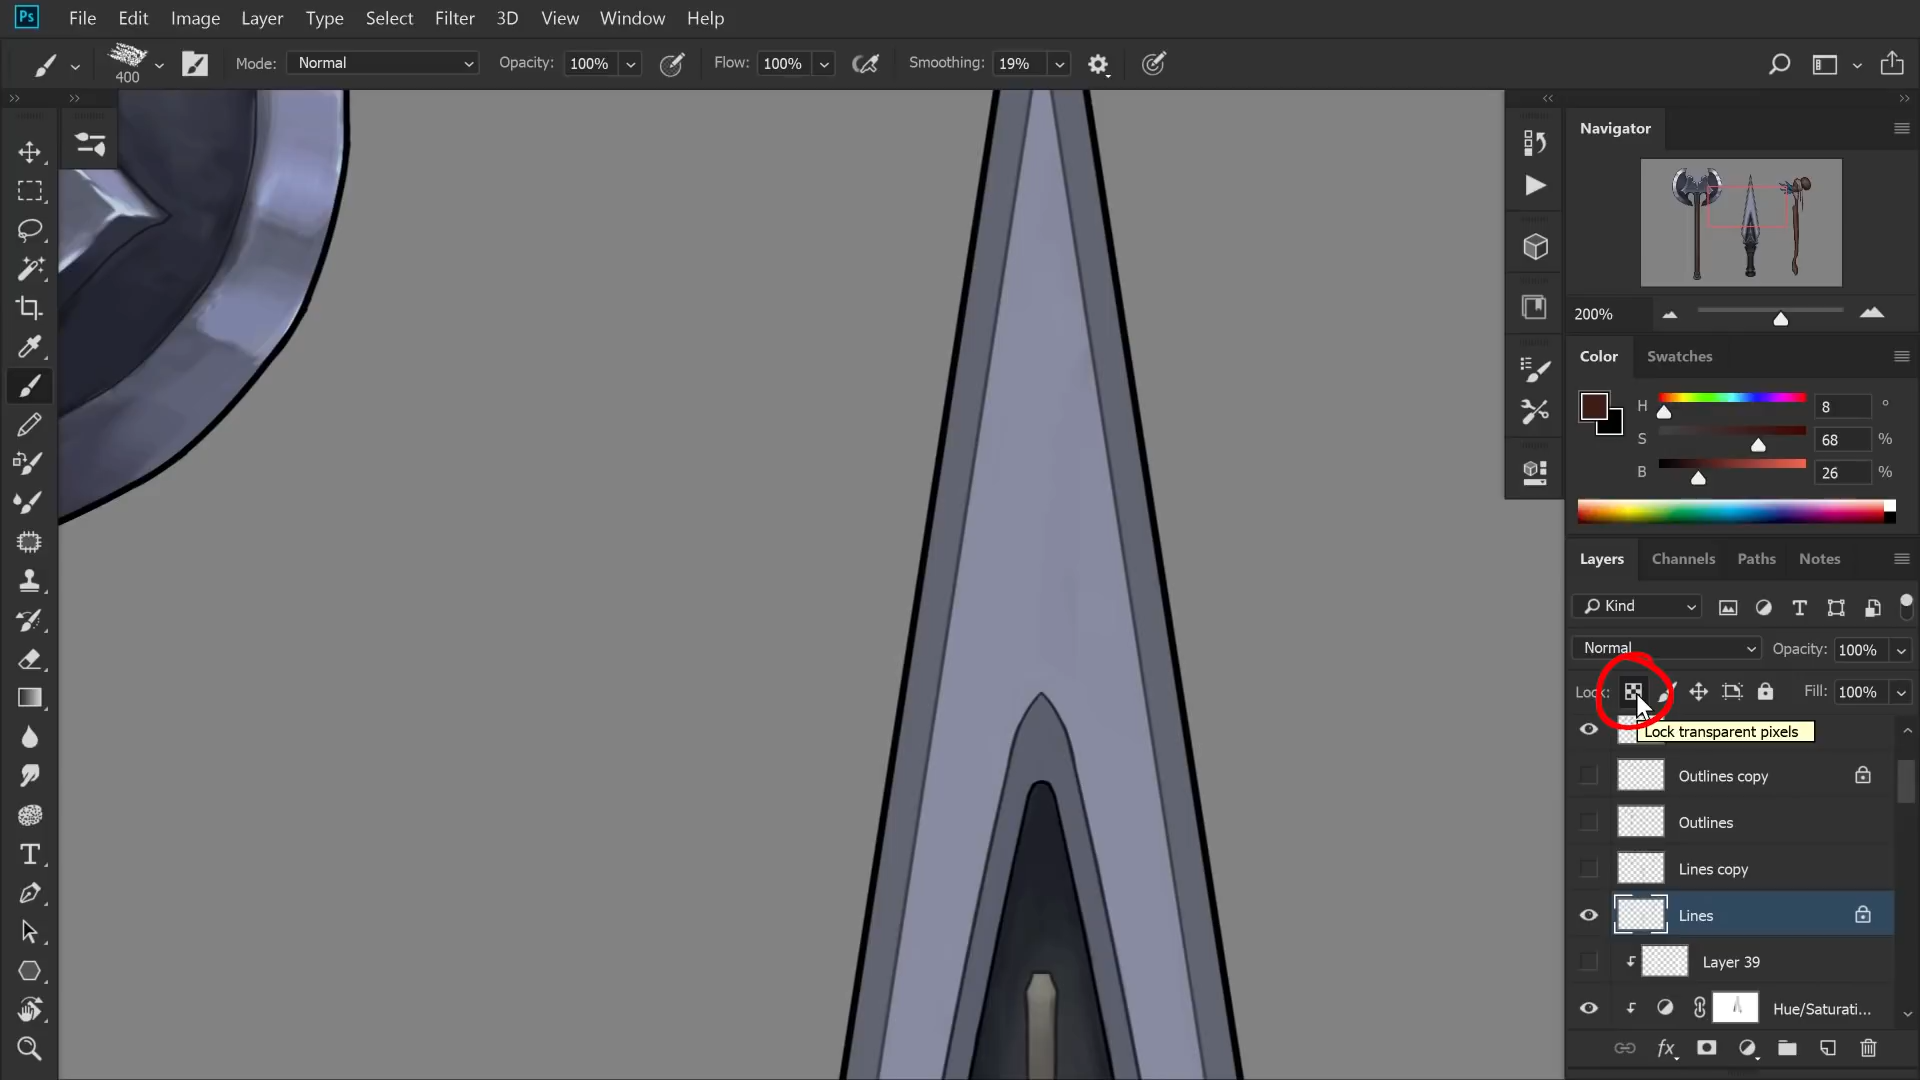 Ps File Edit Image Layer Type Select Filter 3D View Window Help
400 Mode: Normal Opacity: 100% Flow: 100% Smoothing: 19%
Navigator
200%
Color Swatches
H 8 °
S 68 %
B 26 %
Layers Channels Paths Notes
Kind
Normal Opacity: 100%
Lock: Fill: 100%
Lock transparent pixels
Outlines copy
Outlines
Lines copy
Lines
Layer 39
Hue/Saturati...
fx